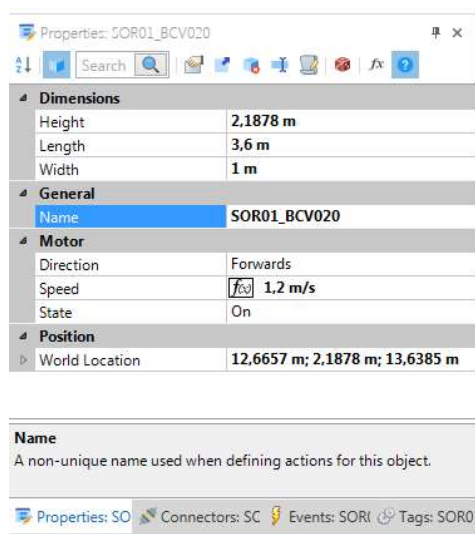 Properties: SOR01_BCV020
Search fx ?
Dimensions
Height 2,1878 m
Length 3,6 m
Width 1 m
General
Name SOR01_BCV020
Motor
Direction Forwards
Speed f(x) 1,2 m/s
State On
Position
World Location 12,6657 m; 2,1878 m; 13,6385 m
Name
A non-unique name used when defining actions for this object.
Properties: SO Connectors: SC Events: SOR( Tags: SOR0